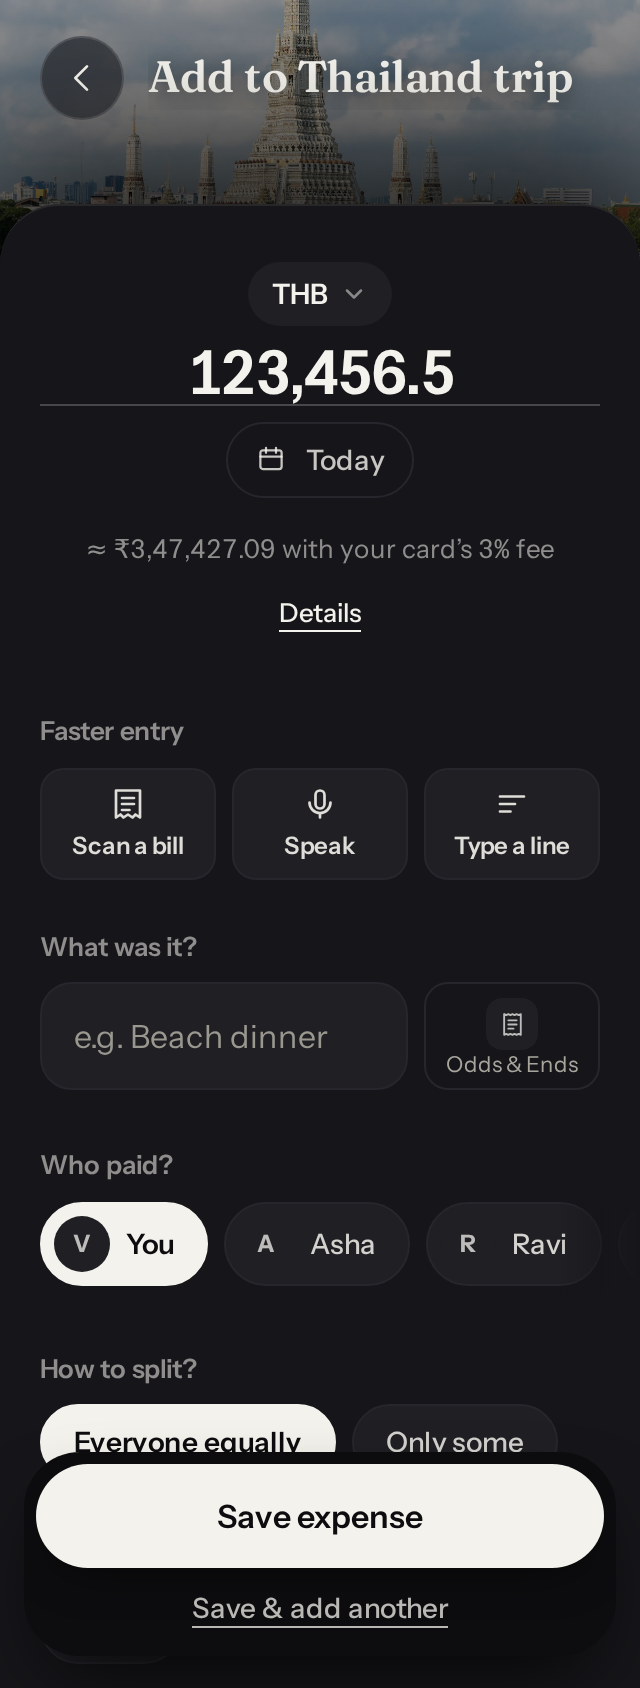 Add to Thailand trip
THB
123,456.5
Today
≈ ₹3,47,427.09 with your card’s 3% fee
Details
Faster entry
Scan a bill
Speak
Type a line
What was it?
e.g. Beach dinner
Odds & Ends
Who paid?
V You
A Asha
R Ravi
How to split?
Everyone equally
Only some
Save expense
Save & add another